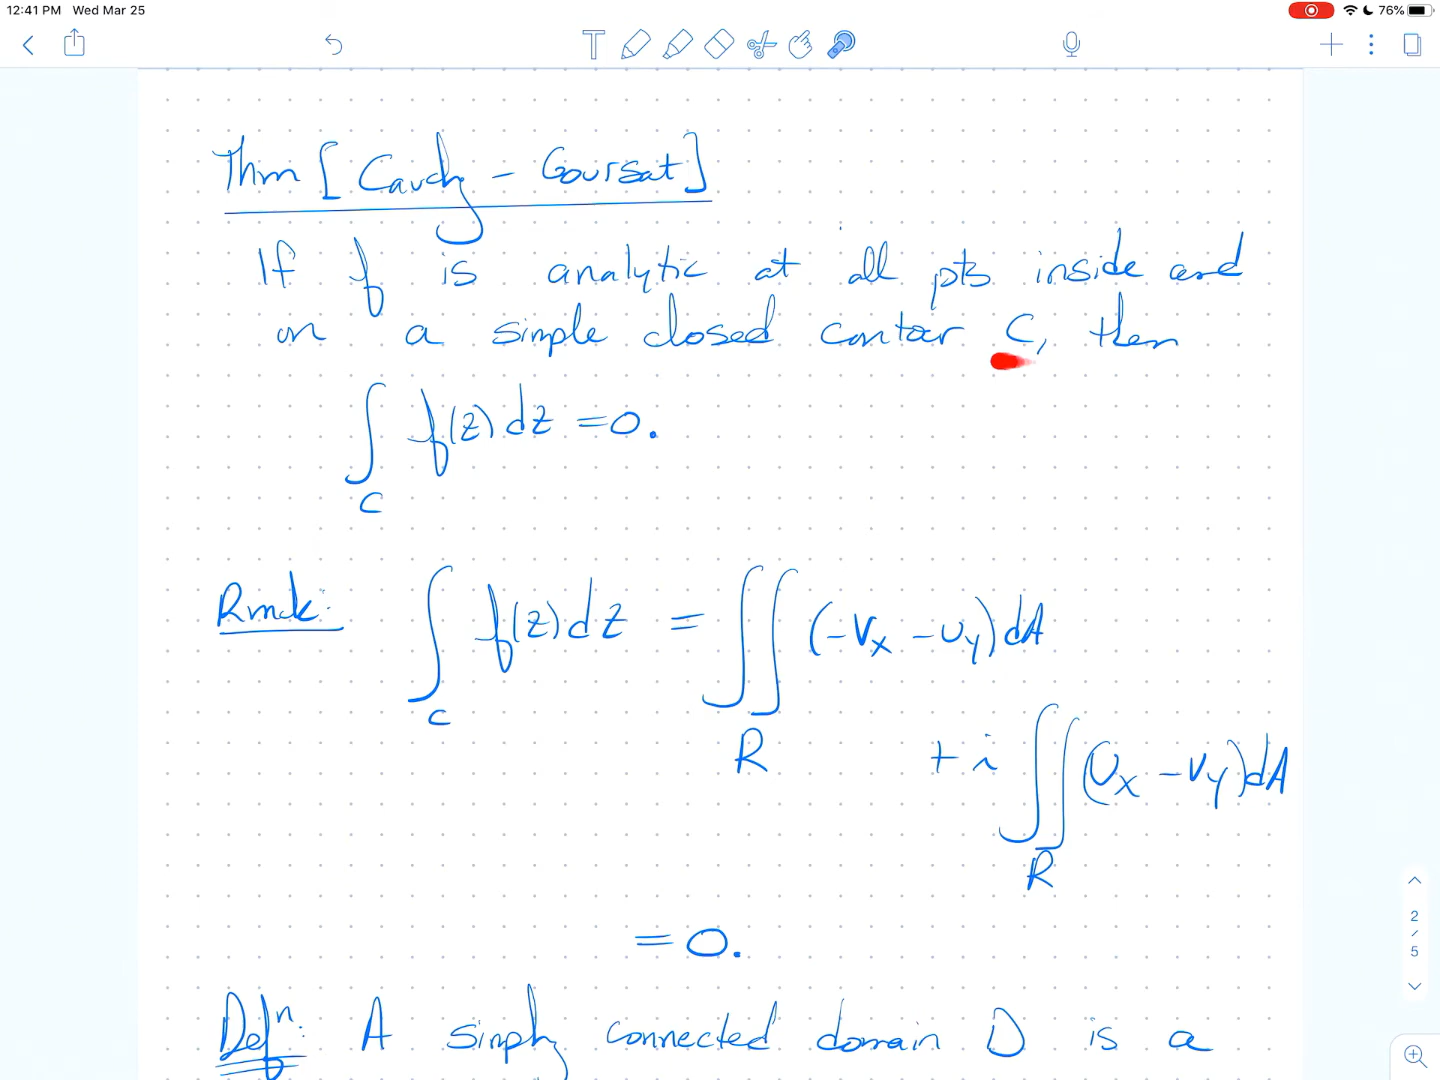 12:41 PM Wed Mar 25
76%
Thm [Cauchy - Goursat]
If f is analytic at all pts inside and
on a simple closed contour C, then
∫_C f(z) dz = 0.
Rmk: ∫_C f(z) dz = ∬_R (-v_x - u_y) dA
+ i ∬_R (u_x - v_y) dA
= 0.
Defⁿ: A simply connected domain D is a
2
/
5